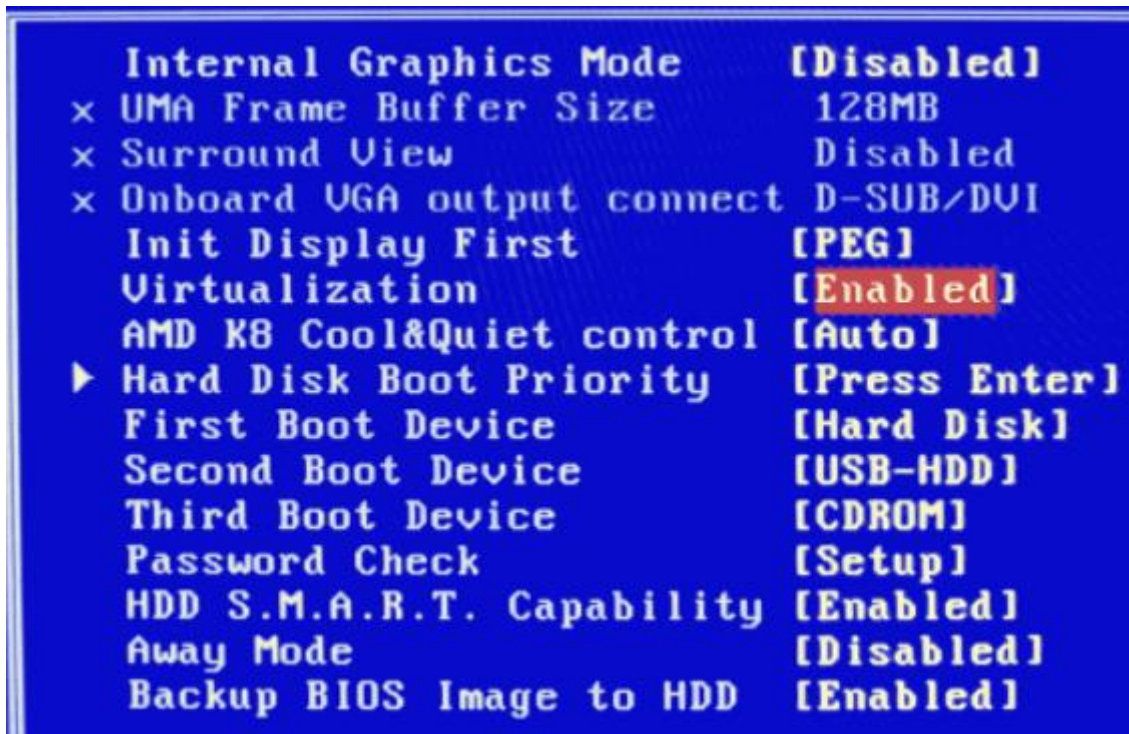 Internal Graphics Mode [Disabled]
x UMA Frame Buffer Size 128MB
x Surround View Disabled
x Onboard VGA output connect D-SUB/DVI
Init Display First [PEG]
Virtualization [Enabled]
AMD K8 Cool&Quiet control [Auto]
Hard Disk Boot Priority [Press Enter]
First Boot Device [Hard Disk]
Second Boot Device [USB-HDD]
Third Boot Device [CDROM]
Password Check [Setup]
HDD S.M.A.R.T. Capability [Enabled]
Away Mode [Disabled]
Backup BIOS Image to HDD [Enabled]